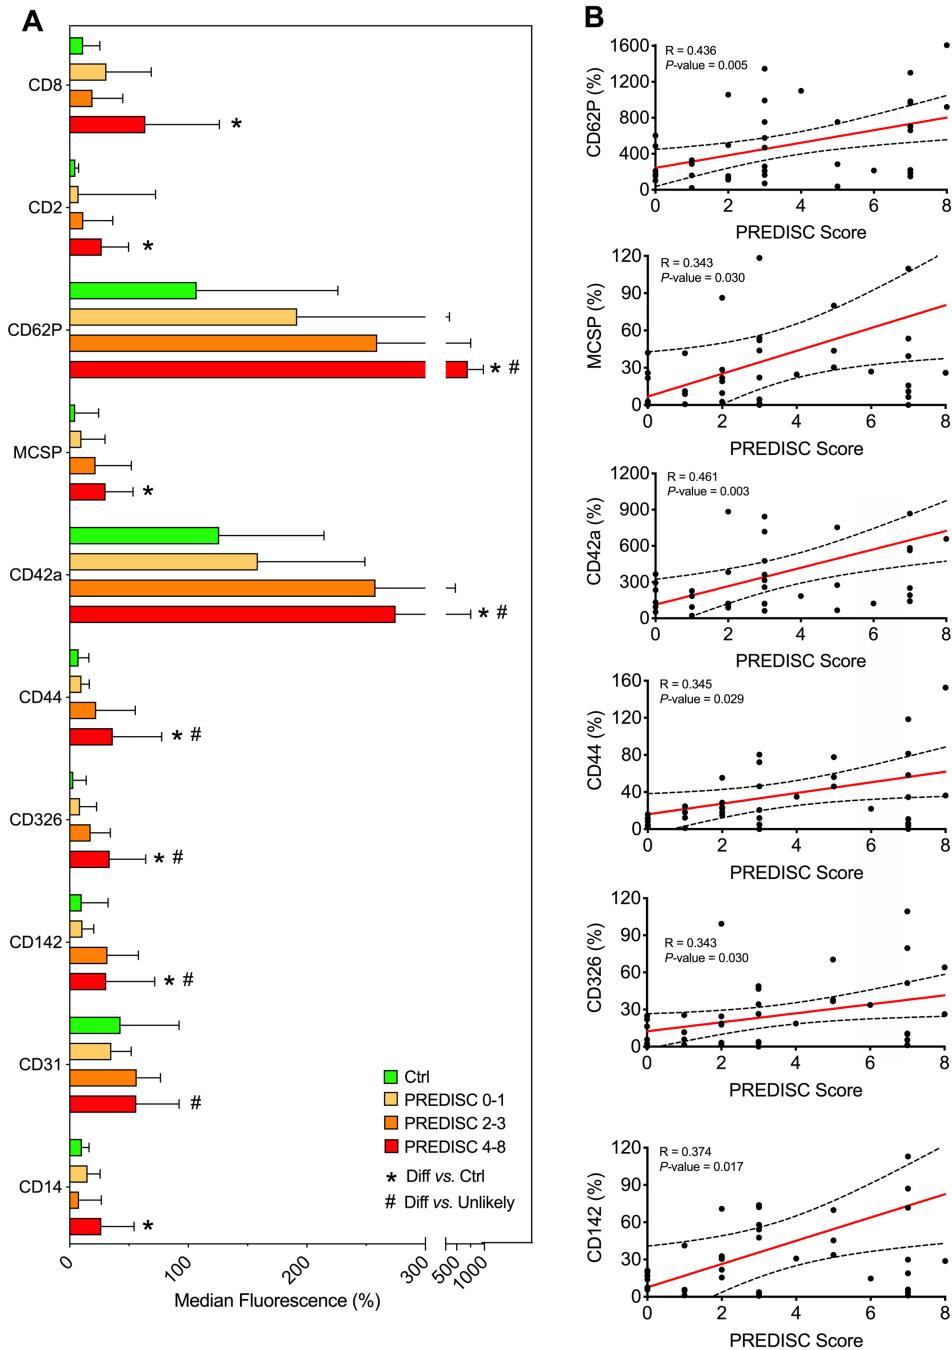 A
CD8
*
CD2
*
CD62P
* #
MCSP
*
CD42a
* #
CD44
* #
CD326
* #
CD142
* #
CD31
#
CD14
*
Ctrl
PREDISC 0-1
PREDISC 2-3
PREDISC 4-8
* Diff vs. Ctrl
# Diff vs. Unlikely
0 100 200 300 500 1000
Median Fluorescence (%)
B
R = 0.436
P-value = 0.005
CD62P (%)
1600
1200
800
400
0
0 2 4 6 8
PREDISC Score
R = 0.343
P-value = 0.030
MCSP (%)
120
90
60
30
0
0 2 4 6 8
PREDISC Score
R = 0.461
P-value = 0.003
CD42a (%)
1200
900
600
300
0
0 2 4 6 8
PREDISC Score
R = 0.345
P-value = 0.029
CD44 (%)
160
120
80
40
0
0 2 4 6 8
PREDISC Score
R = 0.343
P-value = 0.030
CD326 (%)
120
90
60
30
0
0 2 4 6 8
PREDISC Score
R = 0.374
P-value = 0.017
CD142 (%)
120
90
60
30
0
0 2 4 6 8
PREDISC Score